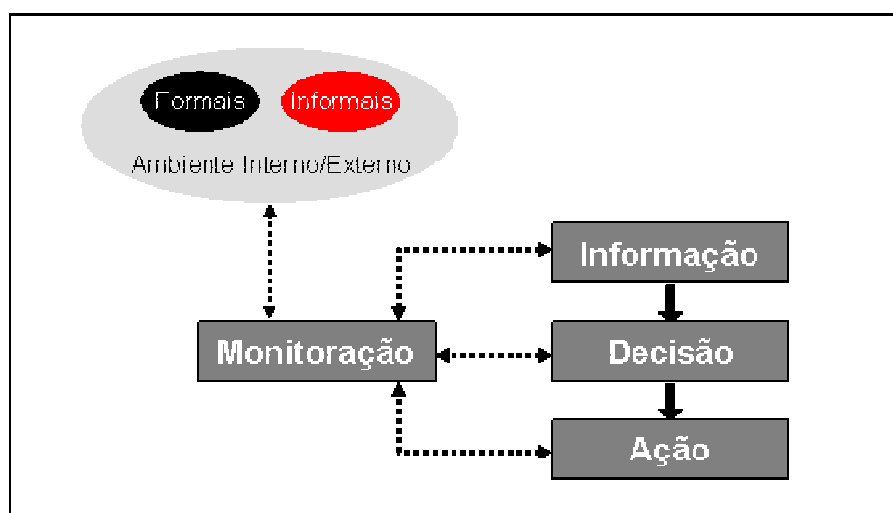 Formais
Informais
Ambiente Interno/Externo
Informação
Monitoração
Decisão
Ação